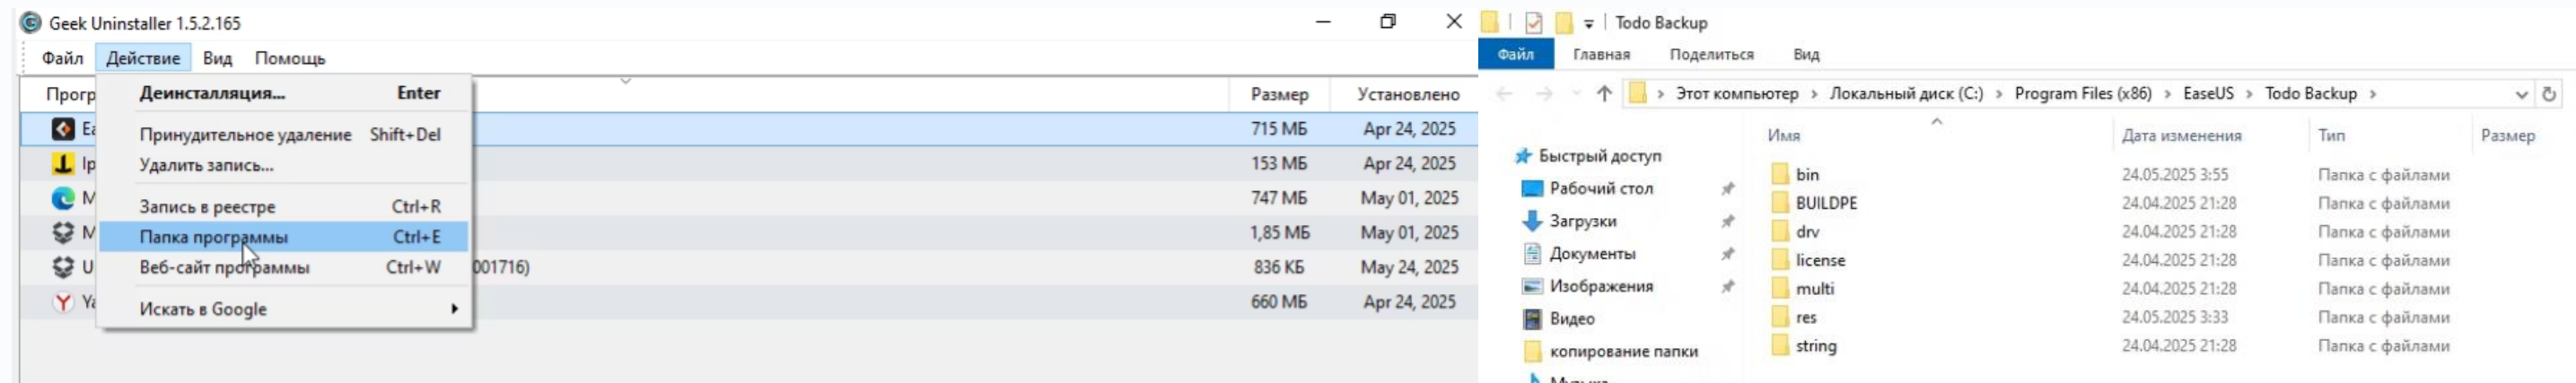 Geek Uninstaller 1.5.2.165
Файл Действие Вид Помощь
Прогр Размер Установлено
Деинсталляция... Enter
Принудительное удаление Shift+Del
Удалить запись...
Запись в реестре Ctrl+R
Папка программы Ctrl+E
Веб-сайт программы Ctrl+W
Искать в Google
Ea 715 МБ Apr 24, 2025
Ip 153 МБ Apr 24, 2025
M 747 МБ May 01, 2025
M 1,85 МБ May 01, 2025
U 001716) 836 КБ May 24, 2025
Ya 660 МБ Apr 24, 2025
Todo Backup
Файл Главная Поделиться Вид
Этот компьютер › Локальный диск (C:) › Program Files (x86) › EaseUS › Todo Backup ›
Быстрый доступ
Рабочий стол
Загрузки
Документы
Изображения
Видео
копирование папки
Музыка
Имя Дата изменения Тип Размер
bin 24.05.2025 3:55 Папка с файлами
BUILDPE 24.04.2025 21:28 Папка с файлами
drv 24.04.2025 21:28 Папка с файлами
license 24.04.2025 21:28 Папка с файлами
multi 24.04.2025 21:28 Папка с файлами
res 24.05.2025 3:33 Папка с файлами
string 24.04.2025 21:28 Папка с файлами